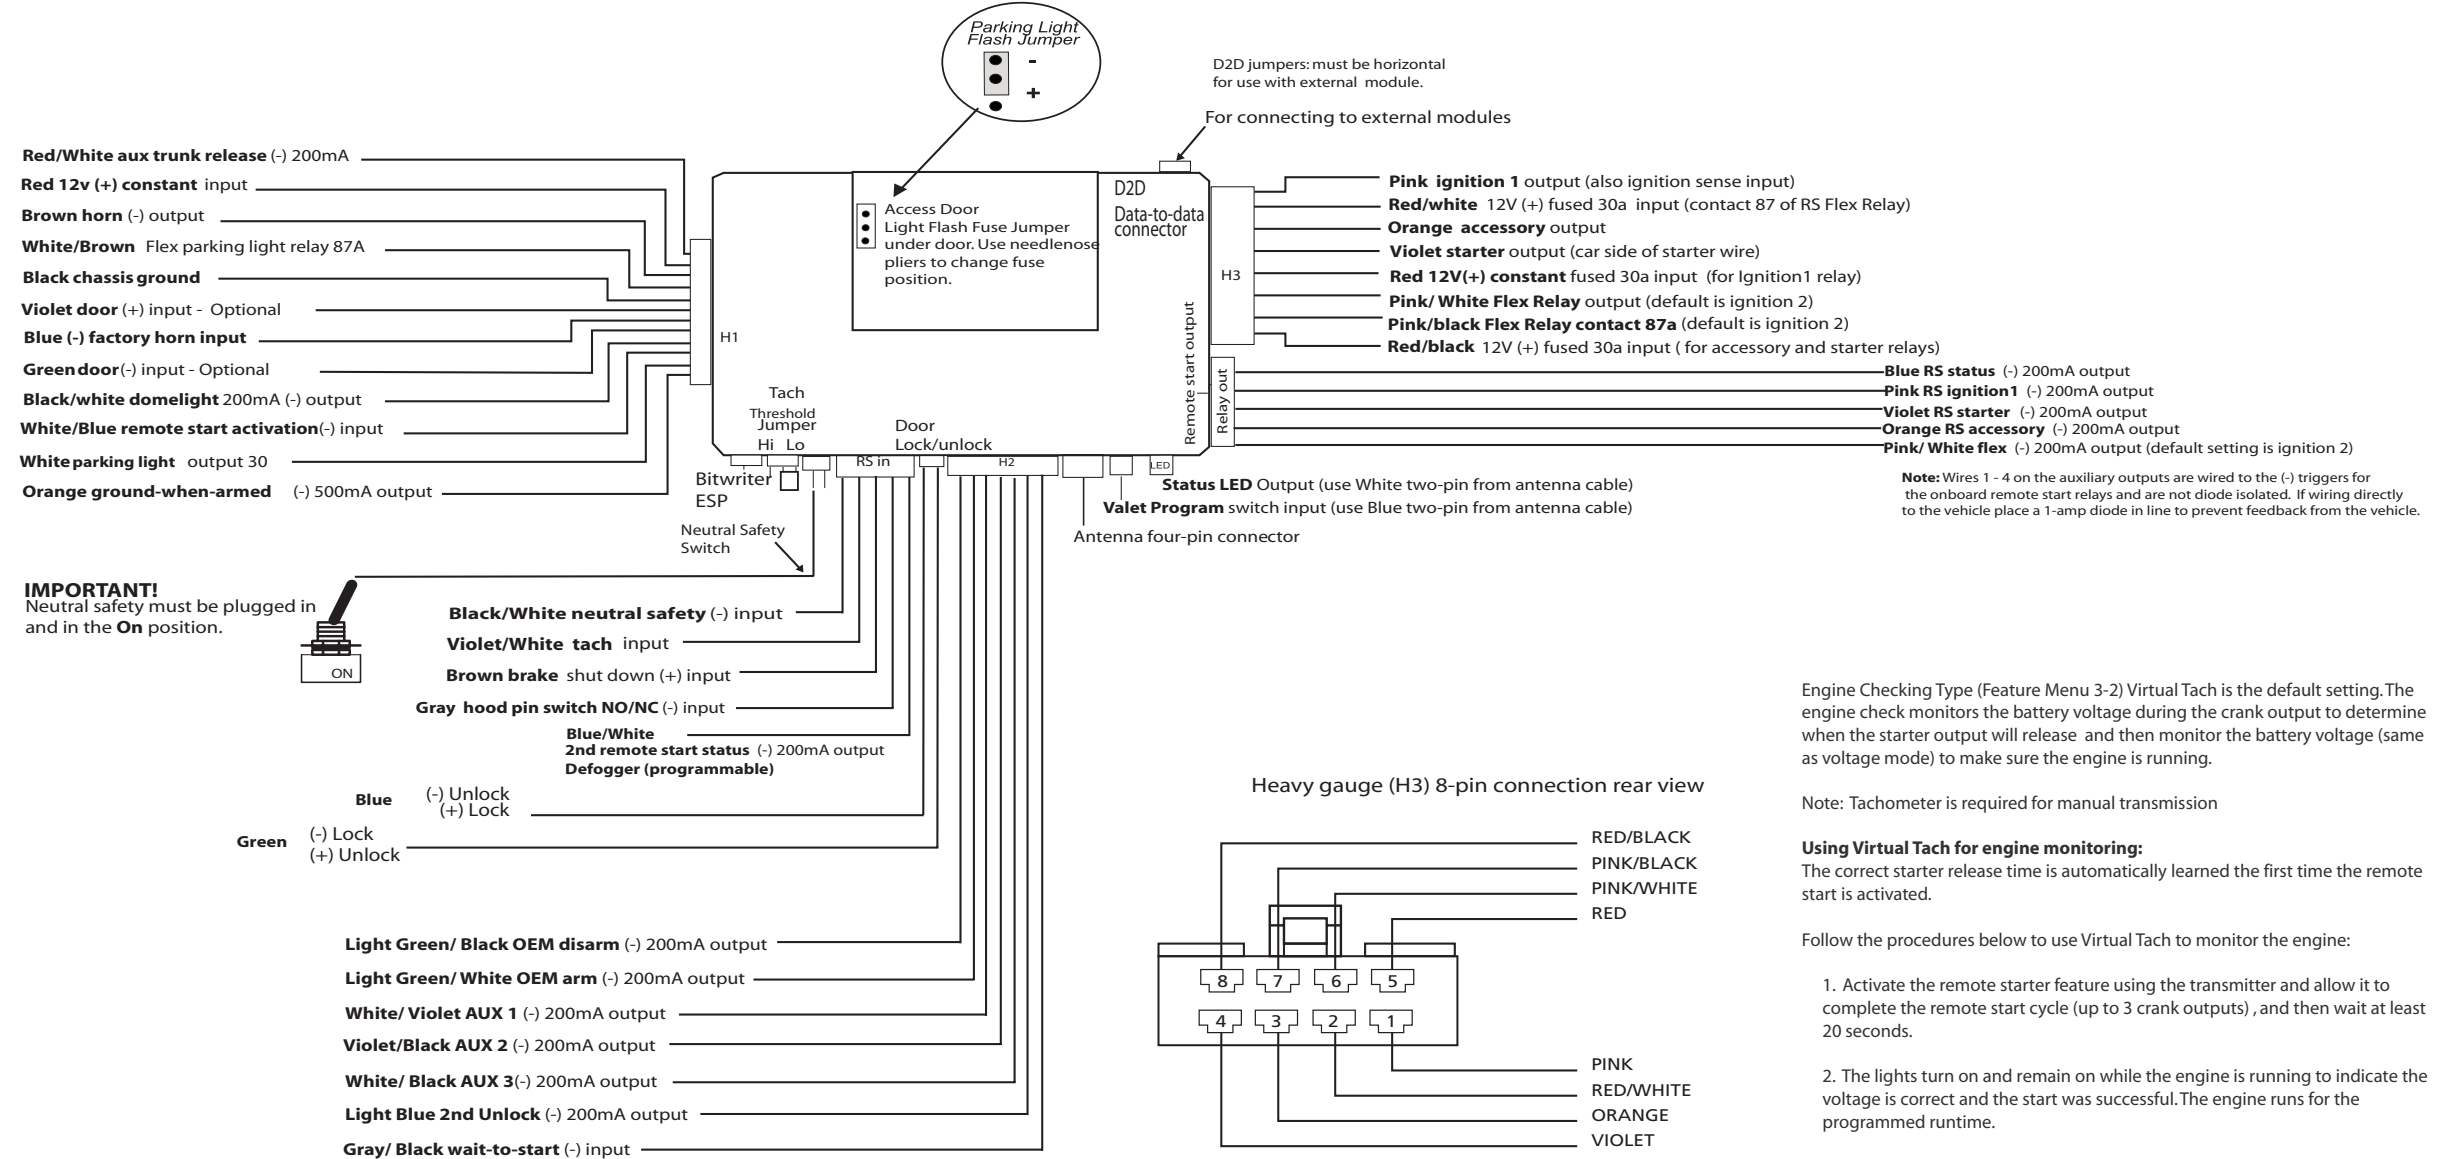 Parking Light
Flash Jumper
-
+
D2D jumpers: must be horizontal
for use with external module.
For connecting to external modules
Red/White aux trunk release (-) 200mA
Red 12v (+) constant input
Brown horn (-) output
White/Brown Flex parking light relay 87A
Black chassis ground
Violet door (+) input - Optional
Blue (-) factory horn input
Green door (-) input - Optional
Black/white domelight 200mA (-) output
White/Blue remote start activation (-) input
White parking light output 30
Orange ground-when-armed (-) 500mA output
H1
Access Door
Light Flash Fuse Jumper
under door. Use needlenose
pliers to change fuse
position.
D2D
Data-to-data
connector
Remote start output
H3
Relay out
Pink ignition 1 output (also ignition sense input)
Red/white 12V (+) fused 30a input (contact 87 of RS Flex Relay)
Orange accessory output
Violet starter output (car side of starter wire)
Red 12V(+) constant fused 30a input (for Ignition1 relay)
Pink/ White Flex Relay output (default is ignition 2)
Pink/black Flex Relay contact 87a (default is ignition 2)
Red/black 12V (+) fused 30a input ( for accessory and starter relays)
Blue RS status (-) 200mA output
Pink RS ignition1 (-) 200mA output
Violet RS starter (-) 200mA output
Orange RS accessory (-) 200mA output
Pink/ White flex (-) 200mA output (default setting is ignition 2)
Note: Wires 1 - 4 on the auxiliary outputs are wired to the (-) triggers for
the onboard remote start relays and are not diode isolated. If wiring directly
to the vehicle place a 1-amp diode in line to prevent feedback from the vehicle.
Tach
Threshold
Jumper
Hi Lo
Door
Lock/unlock
RS in
H2
LED
Bitwriter
ESP
Neutral Safety
Switch
Status LED Output (use White two-pin from antenna cable)
Valet Program switch input (use Blue two-pin from antenna cable)
Antenna four-pin connector
IMPORTANT!
Neutral safety must be plugged in
and in the On position.
ON
Black/White neutral safety (-) input
Violet/White tach input
Brown brake shut down (+) input
Gray hood pin switch NO/NC (-) input
Blue/White
2nd remote start status (-) 200mA output
Defogger (programmable)
Blue
(-) Unlock
(+) Lock
Green
(-) Lock
(+) Unlock
Light Green/ Black OEM disarm (-) 200mA output
Light Green/ White OEM arm (-) 200mA output
White/ Violet AUX 1 (-) 200mA output
Violet/Black AUX 2 (-) 200mA output
White/ Black AUX 3(-) 200mA output
Light Blue 2nd Unlock (-) 200mA output
Gray/ Black wait-to-start (-) input
Heavy gauge (H3) 8-pin connection rear view
RED/BLACK
PINK/BLACK
PINK/WHITE
RED
8 7 6 5
4 3 2 1
PINK
RED/WHITE
ORANGE
VIOLET
Engine Checking Type (Feature Menu 3-2) Virtual Tach is the default setting. The
engine check monitors the battery voltage during the crank output to determine
when the starter output will release and then monitor the battery voltage (same
as voltage mode) to make sure the engine is running.
Note: Tachometer is required for manual transmission
Using Virtual Tach for engine monitoring:
The correct starter release time is automatically learned the first time the remote
start is activated.
Follow the procedures below to use Virtual Tach to monitor the engine:
1. Activate the remote starter feature using the transmitter and allow it to
complete the remote start cycle (up to 3 crank outputs) , and then wait at least
20 seconds.
2. The lights turn on and remain on while the engine is running to indicate the
voltage is correct and the start was successful. The engine runs for the
programmed runtime.